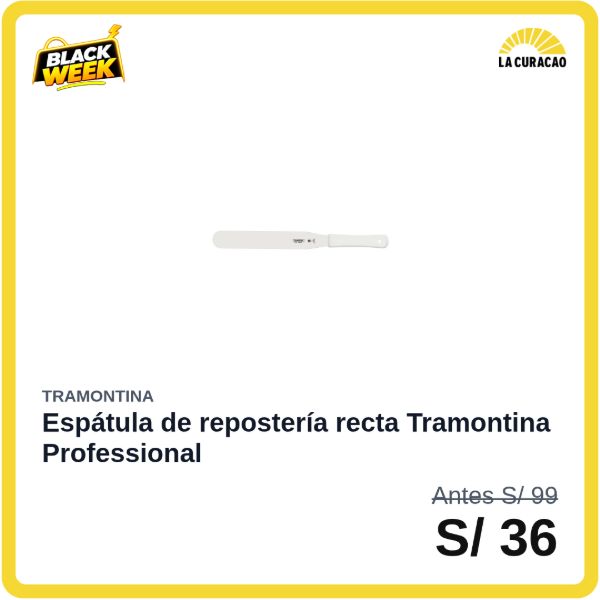 BLACK
WEEK
LA CURACAO
TRAMONTINA
Espátula de repostería recta Tramontina
Professional
Antes S/ 99
S/ 36